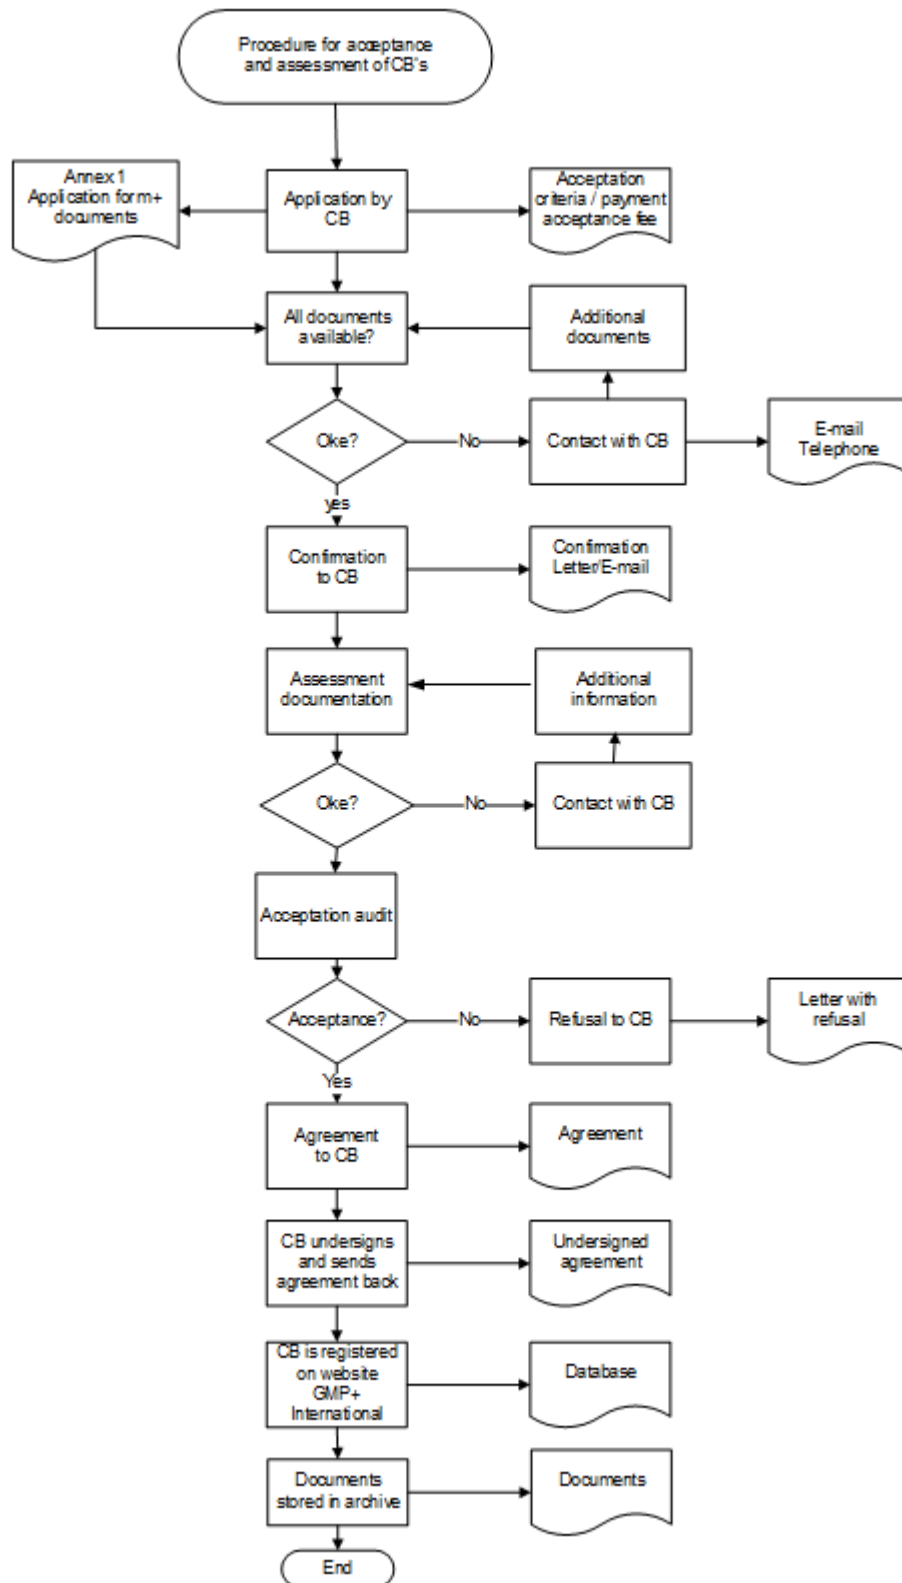 Procedure for acceptance
and assessment of CB's
Annex 1
Application form+
documents
Application by
CB
Acceptation
criteria / payment
acceptance fee
All documents
available?
Additional
documents
Oke?
No
Contact with CB
E-mail
Telephone
yes
Confirmation
to CB
Confirmation
Letter/E-mail
Assessment
documentation
Additional
information
Oke?
No
Contact with CB
Acceptation audit
Acceptance?
No
Refusal to CB
Letter with
refusal
Yes
Agreement
to CB
Agreement
CB undersigns
and sends
agreement back
Undersigned
agreement
CB is registered
on website
GMP+
International
Database
Documents
stored in archive
Documents
End